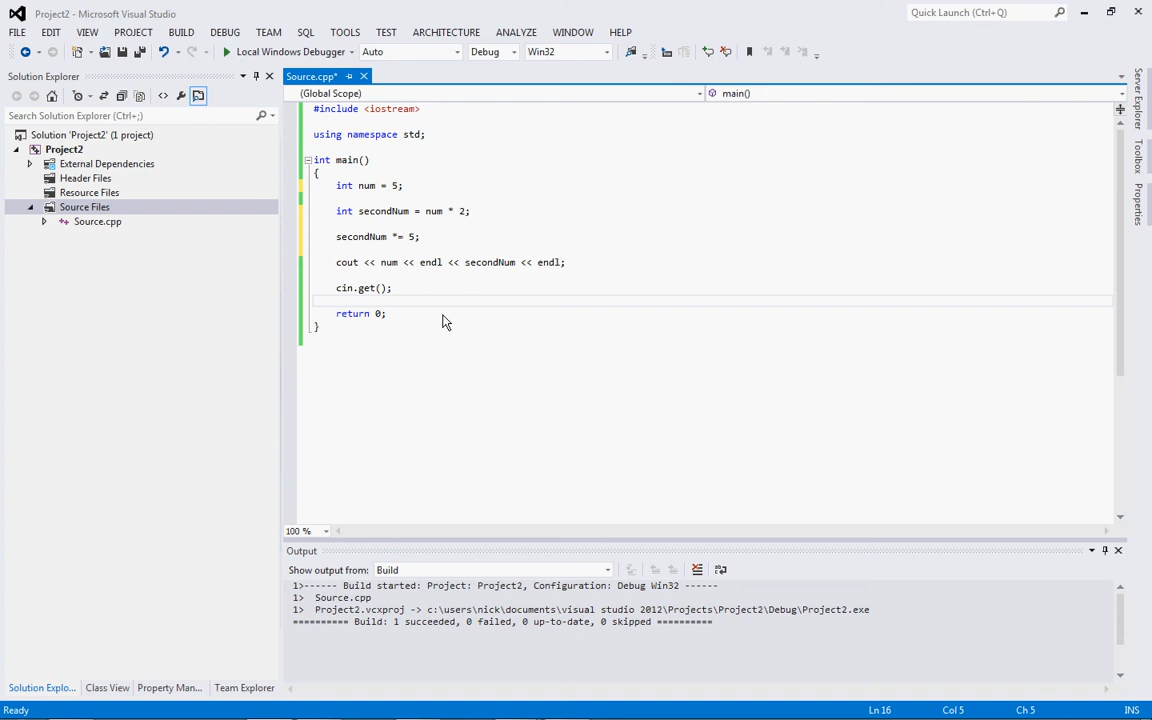 Project2 - Microsoft Visual Studio
Quick Launch (Ctrl+Q)
FILE EDIT VIEW PROJECT BUILD DEBUG TEAM SQL TOOLS TEST ARCHITECTURE ANALYZE WINDOW HELP
Local Windows Debugger Auto Debug Win32
Solution Explorer
Search Solution Explorer (Ctrl+;)
Solution 'Project2' (1 project)
Project2
External Dependencies
Header Files
Resource Files
Source Files
Source.cpp
Solution Explo... Class View Property Man... Team Explorer
Source.cpp*
(Global Scope) main()
#include <iostream>
using namespace std;
int main()
{
int num = 5;
int secondNum = num * 2;
secondNum *= 5;
cout << num << endl << secondNum << endl;
cin.get();
return 0;
}
100 %
Output
Show output from: Build
1>------ Build started: Project: Project2, Configuration: Debug Win32 ------
1> Source.cpp
1> Project2.vcxproj -> c:\users\nick\documents\visual studio 2012\Projects\Project2\Debug\Project2.exe
========== Build: 1 succeeded, 0 failed, 0 up-to-date, 0 skipped ==========
Server Explorer
Toolbox
Properties
Ready Ln 16 Col 5 Ch 5 INS